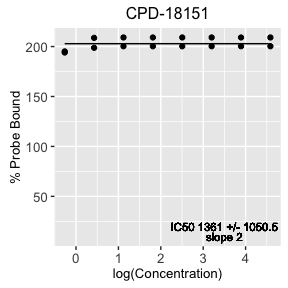 CPD-18151
% Probe Bound
200
150
100
50
IC50 1361 +/- 1050.5
slope 2
0 1 2 3 4
log(Concentration)